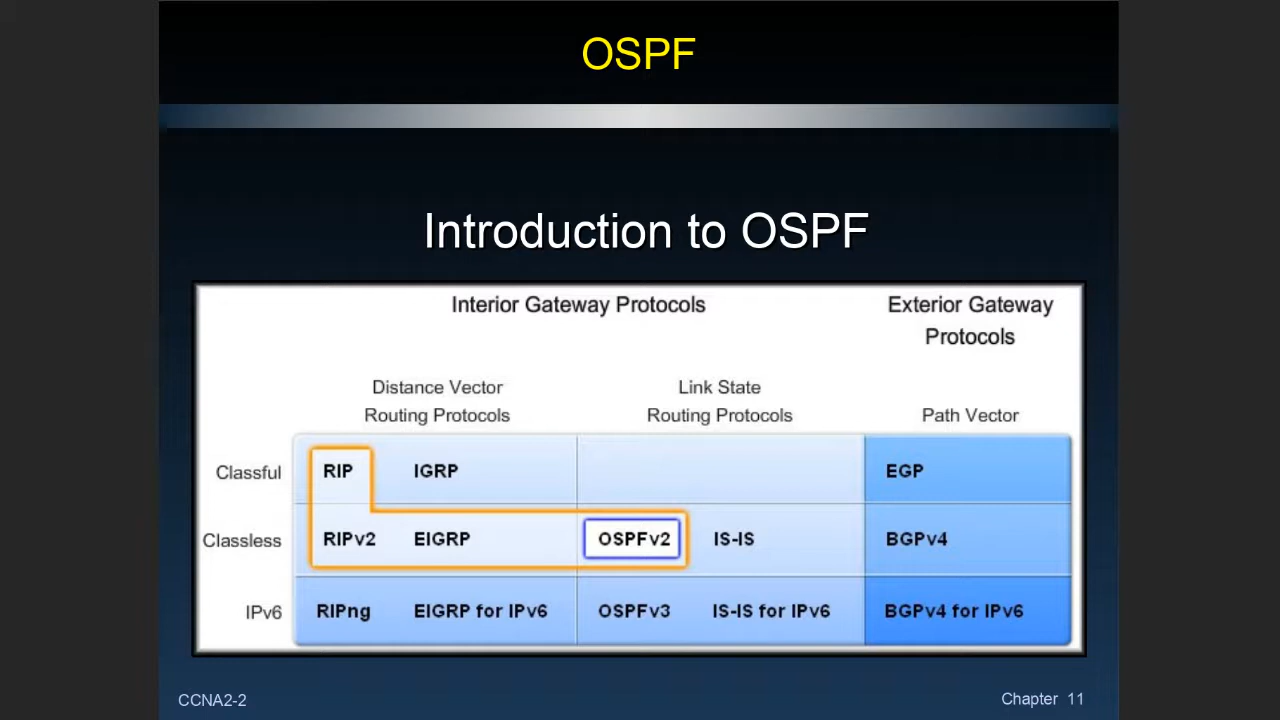 OSPF
Introduction to OSPF
Interior Gateway Protocols
Exterior Gateway
Protocols
Distance Vector
Routing Protocols
Link State
Routing Protocols
Path Vector
Classful RIP IGRP EGP
Classless RIPv2 EIGRP OSPFv2 IS-IS BGPv4
IPv6 RIPng EIGRP for IPv6 OSPFv3 IS-IS for IPv6 BGPv4 for IPv6
CCNA2-2
Chapter 11